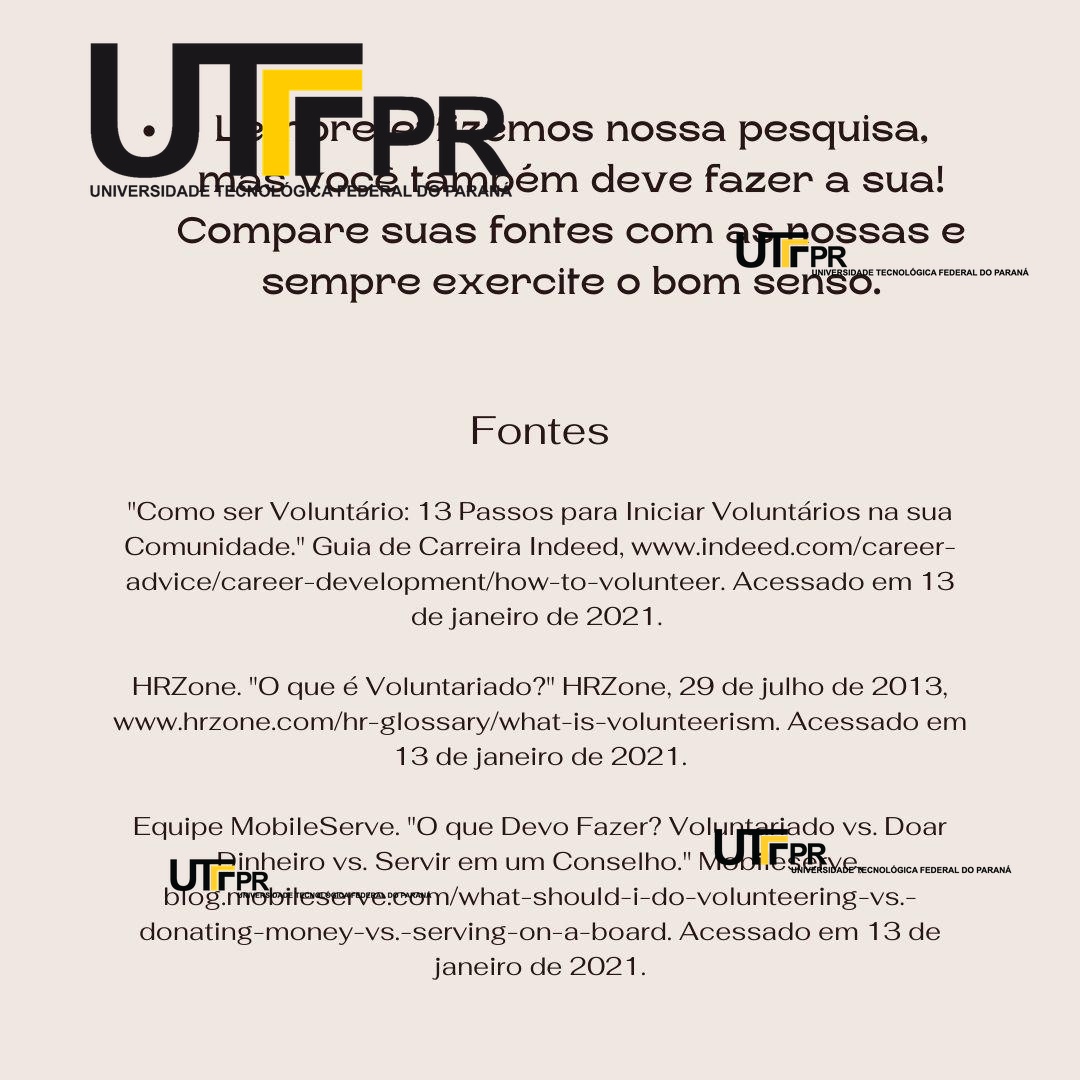 UTFPR
UNIVERSIDADE TECNOLÓGICA FEDERAL DO PARANÁ
• fizemos nossa pesquisa,
mas você também deve fazer a sua!
Compare suas fontes com as nossas e
sempre exercite o bom senso.
UTFPR
UNIVERSIDADE TECNOLÓGICA FEDERAL DO PARANÁ
Fontes
"Como ser Voluntário: 13 Passos para Iniciar Voluntários na sua
Comunidade." Guia de Carreira Indeed, www.indeed.com/career-
advice/career-development/how-to-volunteer. Acessado em 13
de janeiro de 2021.
HRZone. "O que é Voluntariado?" HRZone, 29 de julho de 2013,
www.hrzone.com/hr-glossary/what-is-volunteerism. Acessado em
13 de janeiro de 2021.
Equipe MobileServe. "O que Devo Fazer? Voluntariado vs. Doar
Dinheiro vs. Servir em um Conselho." Mobileserve,
blog.mobileserve.com/what-should-i-do-volunteering-vs.-
donating-money-vs.-serving-on-a-board. Acessado em 13 de
janeiro de 2021.
UTFPR
UNIVERSIDADE TECNOLÓGICA FEDERAL DO PARANÁ
UTFPR
UNIVERSIDADE TECNOLÓGICA FEDERAL DO PARANÁ